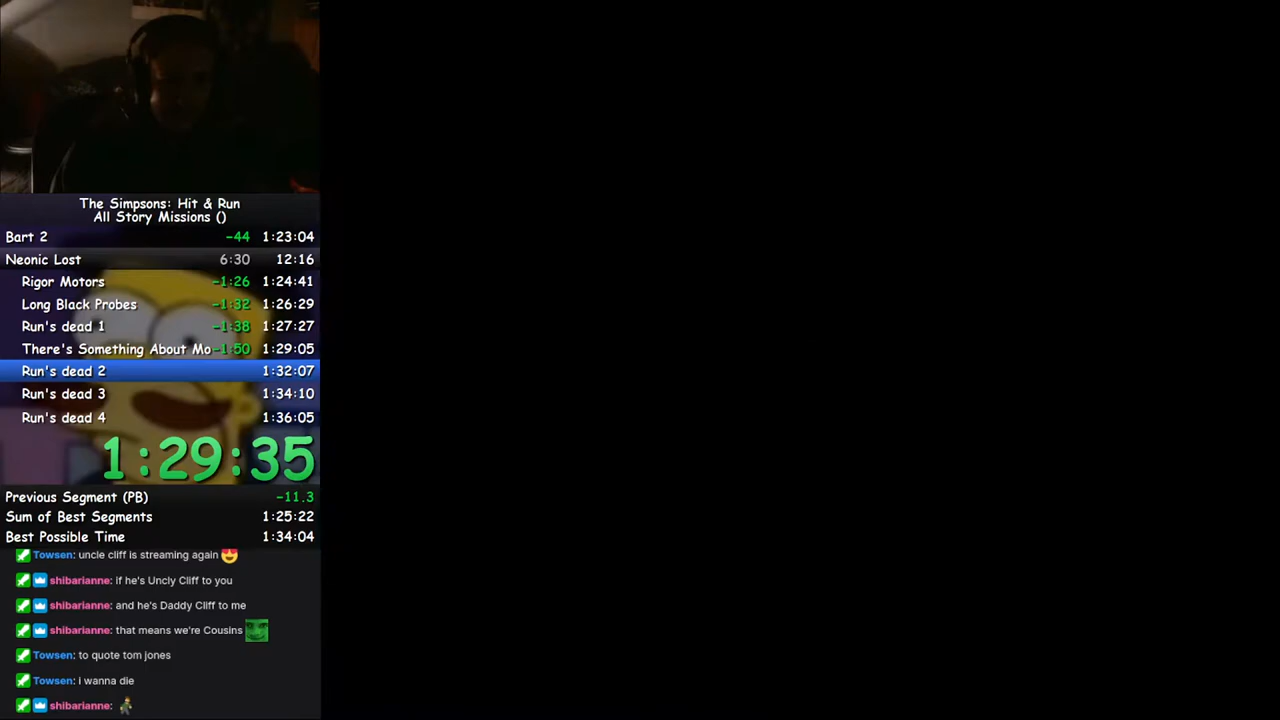 The Simpsons: Hit & Run
All Story Missions ()
Bart 2 -44 1:23:04
Neonic Lost 6:30 12:16
Rigor Motors -1:26 1:24:41
Long Black Probes -1:32 1:26:29
Run's dead 1 -1:38 1:27:27
There's Something About Mo -1:50 1:29:05
Run's dead 2 1:32:07
Run's dead 3 1:34:10
Run's dead 4 1:36:05
1:29:35
Previous Segment (PB) -11.3
Sum of Best Segments 1:25:22
Best Possible Time 1:34:04
Towsen: uncle cliff is streaming again
shibarianne: if he's Uncly Cliff to you
shibarianne: and he's Daddy Cliff to me
shibarianne: that means we're Cousins
Towsen: to quote tom jones
Towsen: i wanna die
shibarianne: